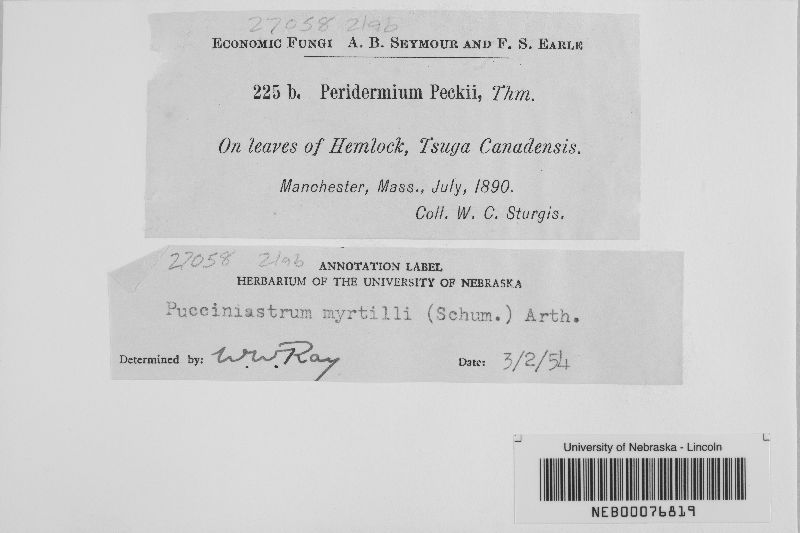 27058 21ab
Economic Fungi A. B. Seymour and F. S. Earle
225 b. Peridermium Peckii, Thm.
On leaves of Hemlock, Tsuga Canadensis.
Manchester, Mass., July, 1890.
Coll. W. C. Sturgis.
27058 21ab
ANNOTATION LABEL
HERBARIUM OF THE UNIVERSITY OF NEBRASKA
Pucciniastrum myrtilli (Schum.) Arth.
Determined by: W.W. Ray Date: 3/2/54
University of Nebraska - Lincoln
NEB00076819